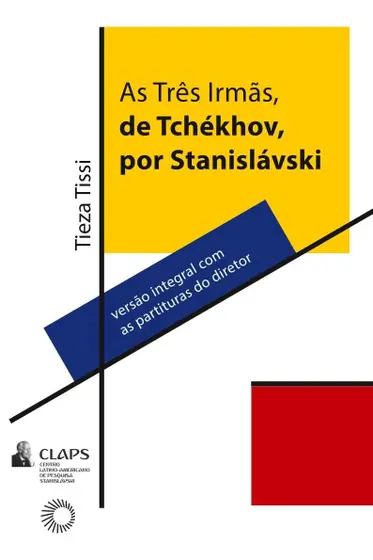 As Três Irmãs,
de Tchékhov,
por Stanislávski
Tieza Tissi
versão integral com
as partituras do diretor
CLAPS
CENTRO
LATINO-AMERICANO
DE PESQUISA
STANISLÁVSKI